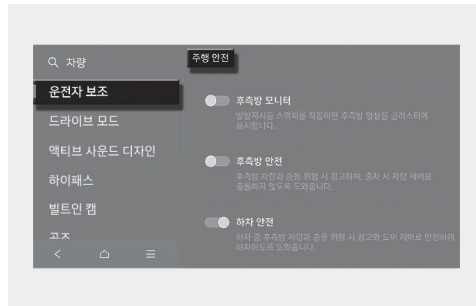 차량
주행 안전
운전자 보조
드라이브 모드
액티브 사운드 디자인
하이패스
빌트인 캠
공조
후측방 모니터
방향지시등 스위치를 작동하면 후측방 영상을 클러스터에
표시합니다.
후측방 안전
후측방 차량과 충돌 위험 시 경고하며, 출차 시 차량 제어로
충돌하지 않도록 도와줍니다.
하차 안전
하차 중 후측방 차량과 충돌 위험 시 경고와 도어 제어로 안전하게
하차하도록 도와줍니다.